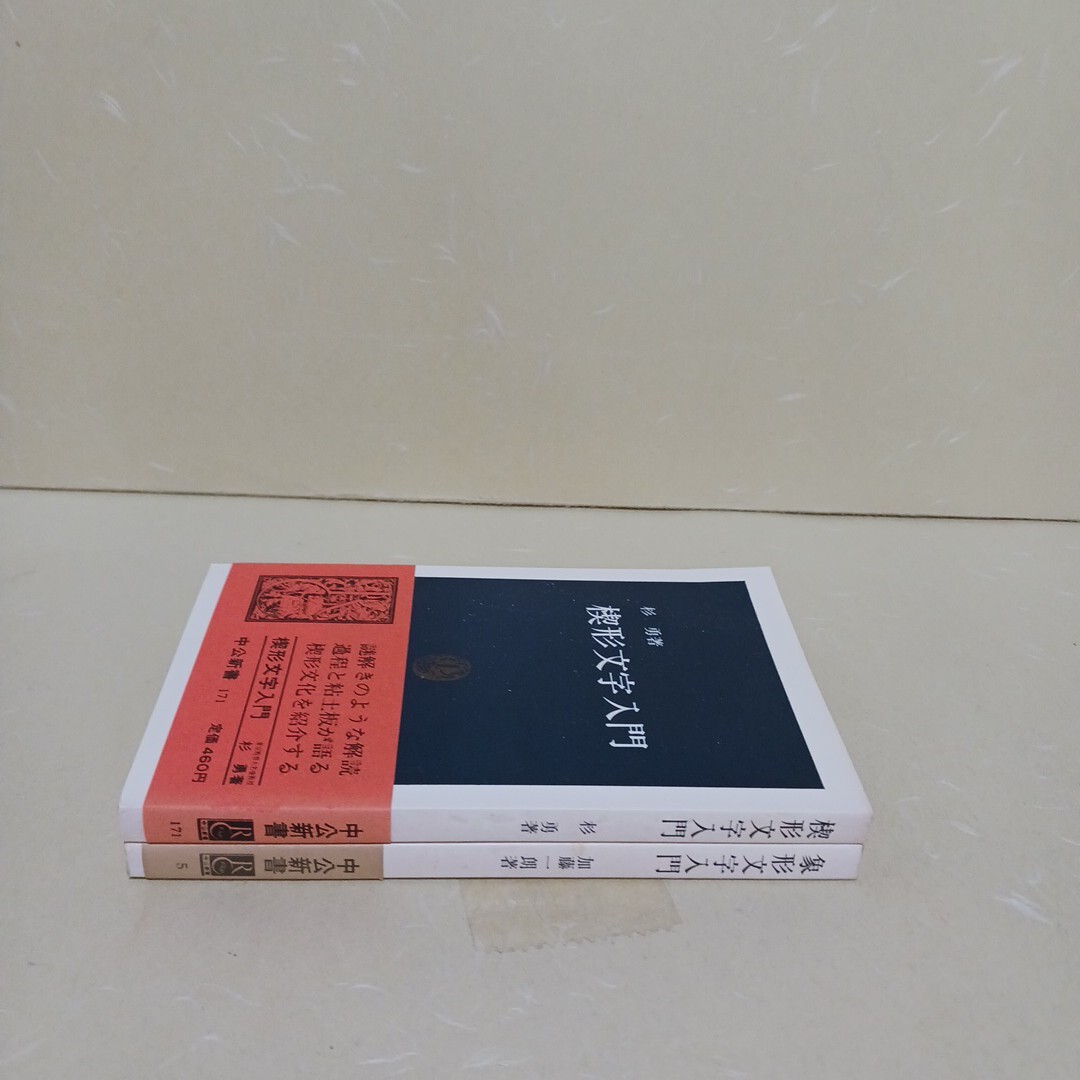 杉 勇著
楔形文字入門
謎解きのような解読
過程と粘土板が語る
楔形文化を紹介する
楔形文字入門
杉 勇著
中公新書 171
定価 460円
楔形文字入門
杉 勇著
中公新書
171
象形文字入門
加藤一朗著
中公新書
5